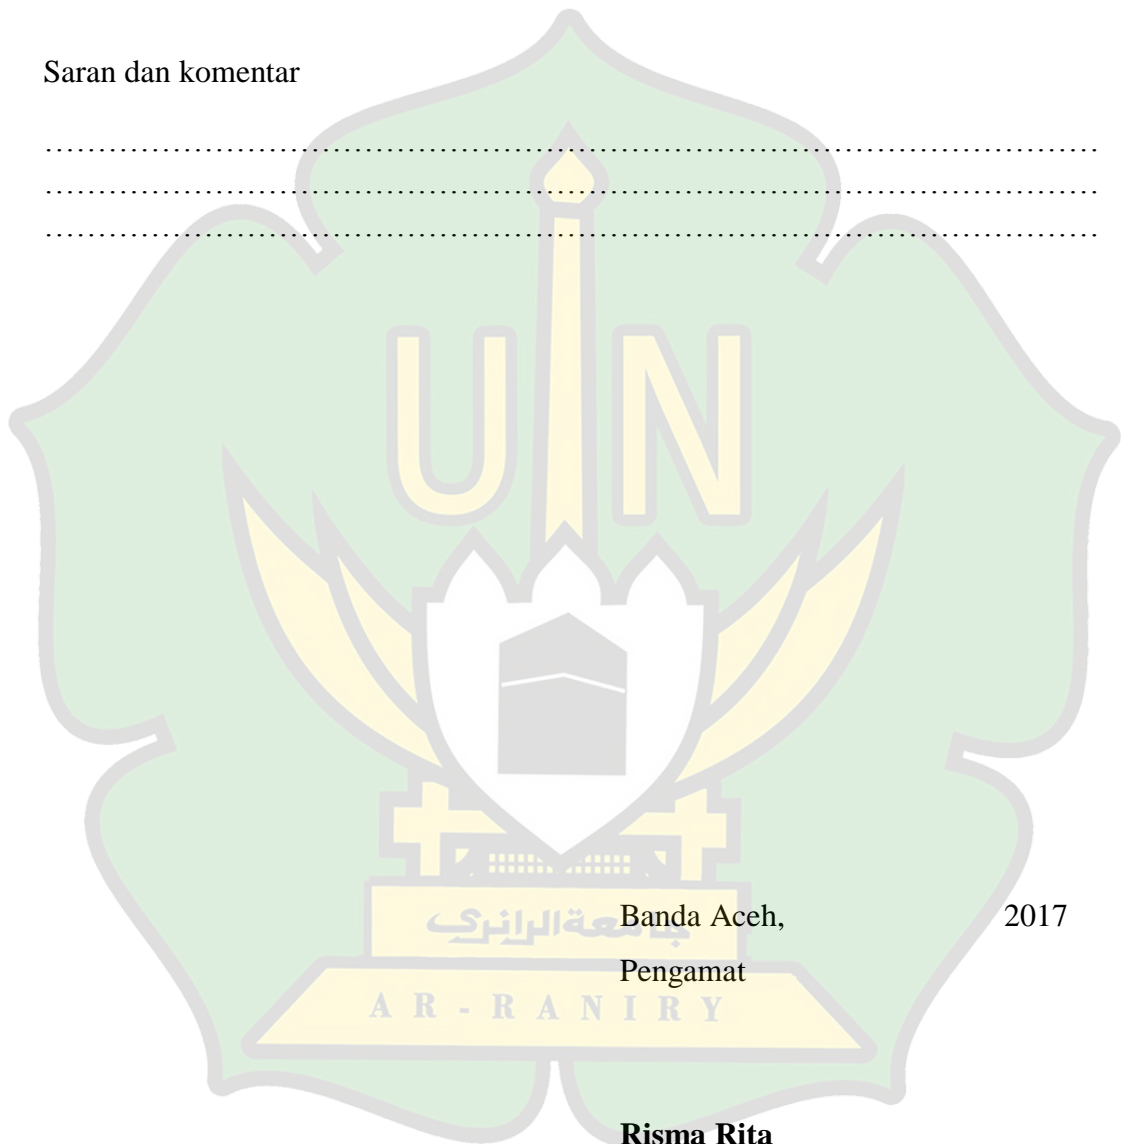 Saran dan komentar
……………………………………………………………………………………
……………………………………………………………………………………
……………………………………………………………………………………
UIN
جامعة الرانري
Banda Aceh, 2017
Pengamat
AR-RANIRY
Risma Rita